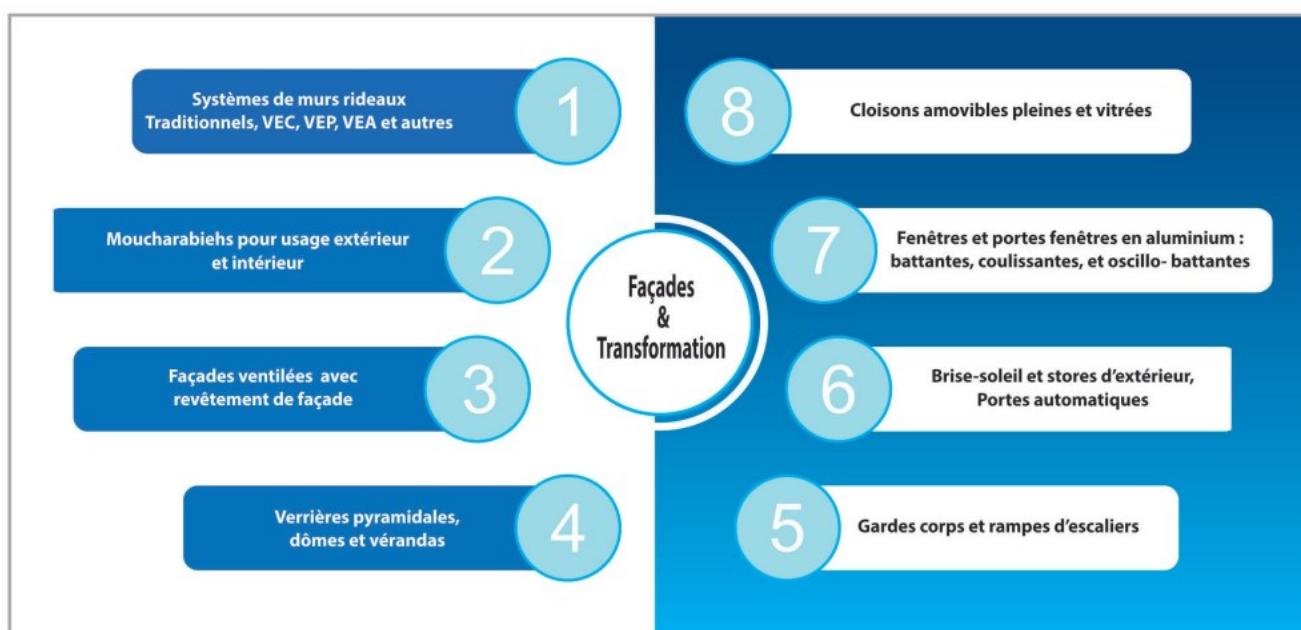 Systèmes de murs rideaux
Traditionnels, VEC, VEP, VEA et autres
1
Moucharabiehs pour usage extérieur
et intérieur
2
Façades ventilées avec
revêtement de façade
3
Verrières pyramidales,
dômes et vérandas
4
Façades
&
Transformation
8
Cloisons amovibles pleines et vitrées
7
Fenêtres et portes fenêtres en aluminium :
battantes, coulissantes, et oscillo- battantes
6
Brise-soleil et stores d'extérieur,
Portes automatiques
5
Gardes corps et rampes d'escaliers